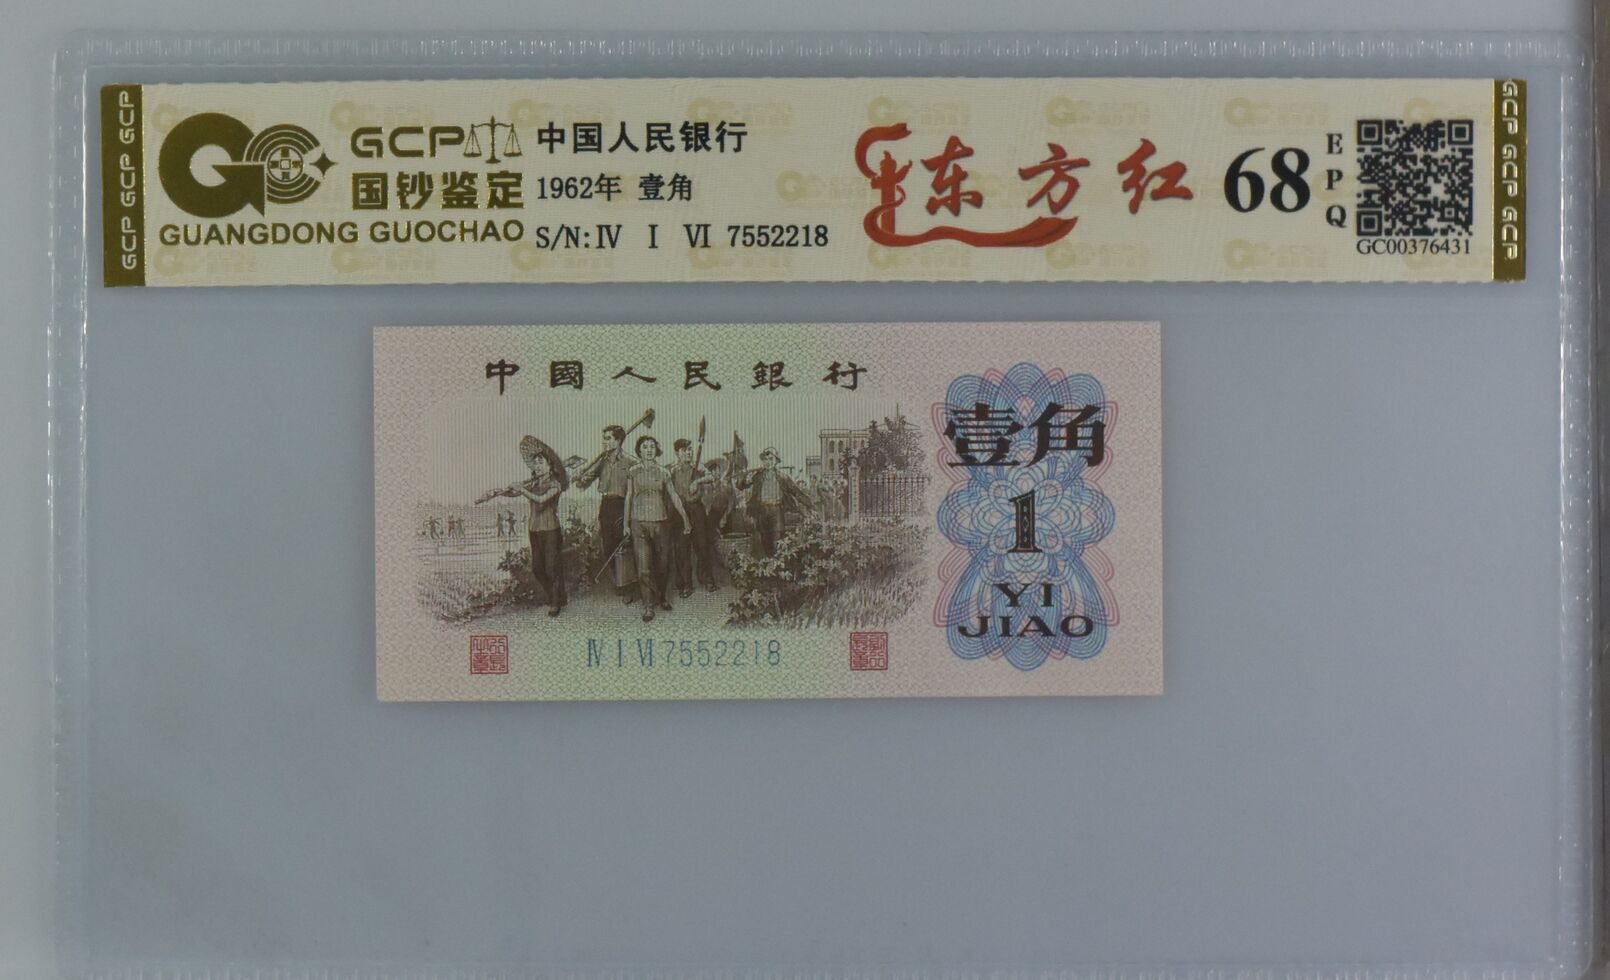 GCP GCP GCP
GCP
国钞鉴定
GUANGDONG GUOCHAO
中国人民银行
1962年 壹角
S/N:Ⅳ Ⅰ Ⅵ 7552218
东方红
68
EPQ
GC00376431
GCP GCP GCP
中國人民銀行
壹角
1
YI
JIAO
Ⅳ Ⅰ Ⅵ 7552218